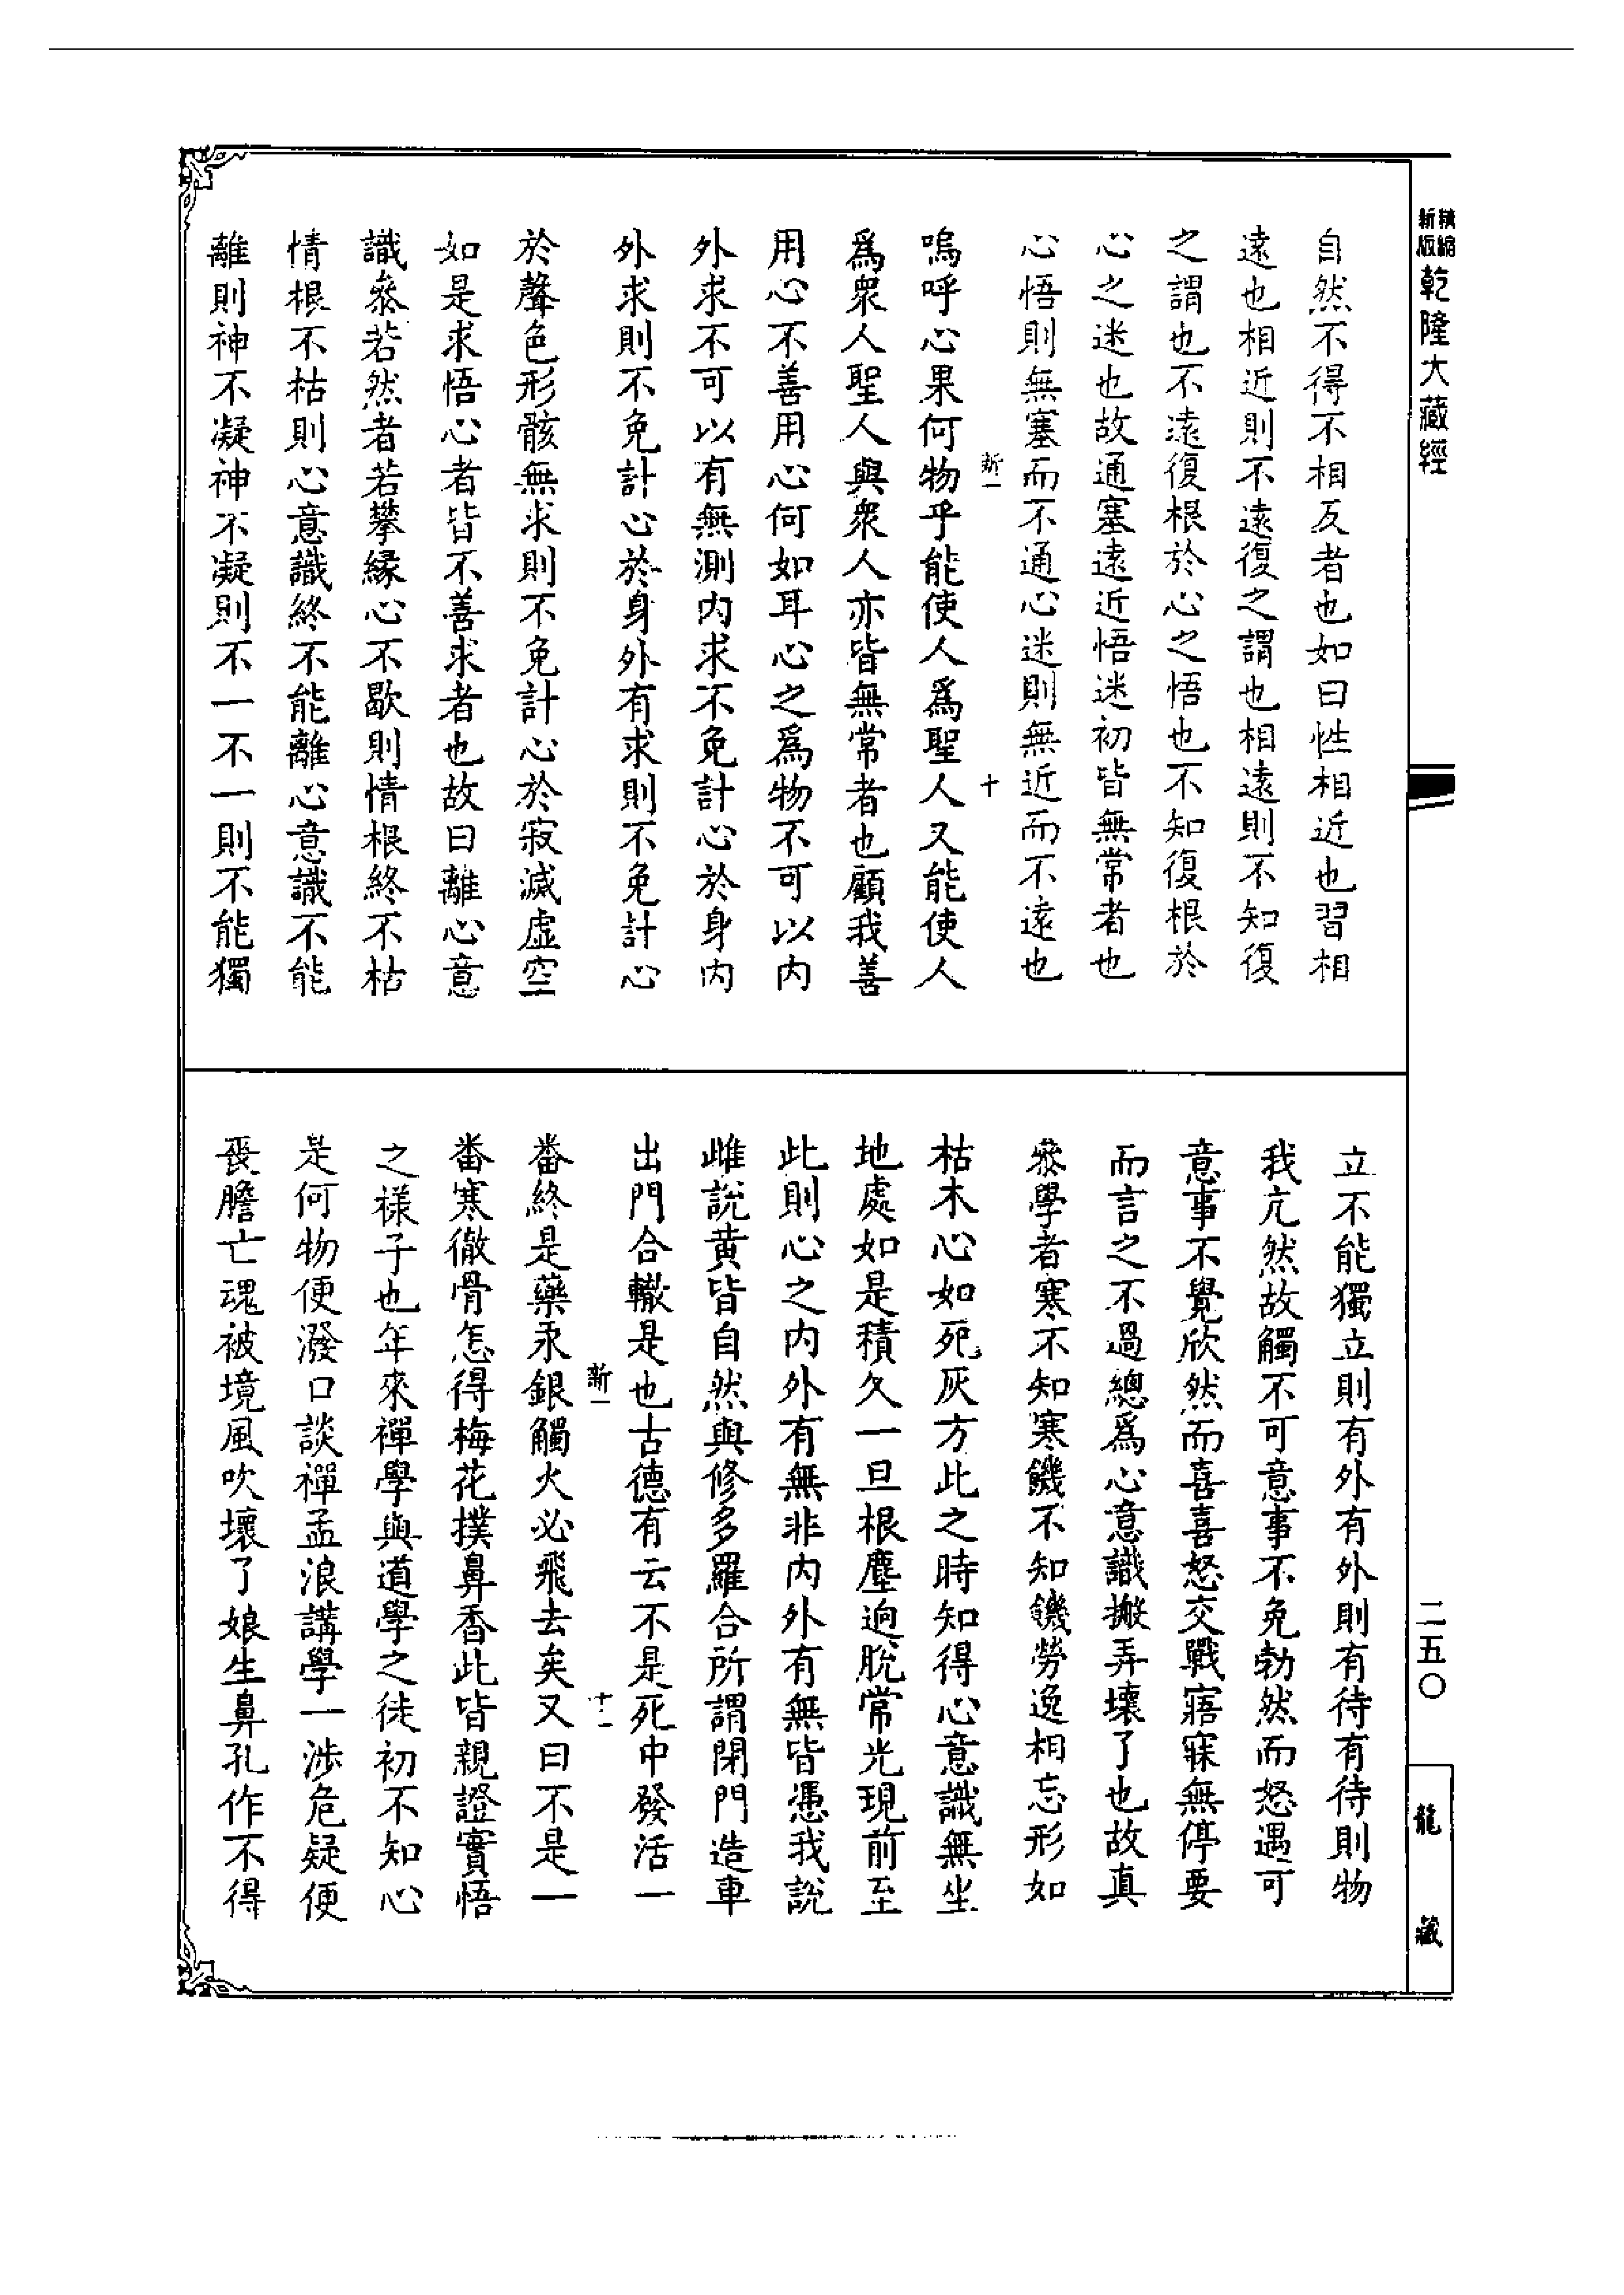 精縮新版乾隆大藏經
自然不得不相反者也如曰性相近也習相
遠也相近則不遠復之謂也相遠則不知復
之謂也不遠復根於心之悟也不知復根於
心之迷也故通塞遠近悟迷初皆無常者也
心悟則無塞而不通心迷則無近而不遠也
新一 十
嗚呼心果何物乎能使人爲聖人又能使人
爲衆人聖人與衆人亦皆無常者也顧我善
用心不善用心何如耳心之爲物不可以內
外求不可以有無測內求不免計心於身內
外求則不免計心於身外有求則不免計心
於聲色形骸無求則不免計心於寂滅虛空
如是求悟心者皆不善求者也故曰離心意
識叅若然者若攀緣心不歇則情根終不枯
情根不枯則心意識終不能離心意識不能
離則神不凝神不凝則不一不一則不能獨
立不能獨立則有外有外則有待有待則物
我亢然故觸不可意事不免勃然而怒遇可
意事不覺欣然而喜喜怒交戰寤寐無停要
而言之不過總爲心意識搬弄壞了也故真
叅學者寒不知寒饑不知饑勞逸相忘形如
枯木心如死灰方此之時知得心意識無坐
地處如是積久一旦根塵逈脫常光現前至
此則心之內外有無非內外有無皆憑我說
雌說黃皆自然與修多羅合所謂閉門造車
出門合轍是也古德有云不是死中發活一
新一 十一
番終是藥汞銀觸火必飛去矣又曰不是一
番寒徹骨怎得梅花撲鼻香此皆親證實悟
之樣子也年來禪學與道學之徒初不知心
是何物便潑口談禪孟浪講學一涉危疑便
喪膽亡魂被境風吹壞了娘生鼻孔作不得
二五〇
龍藏